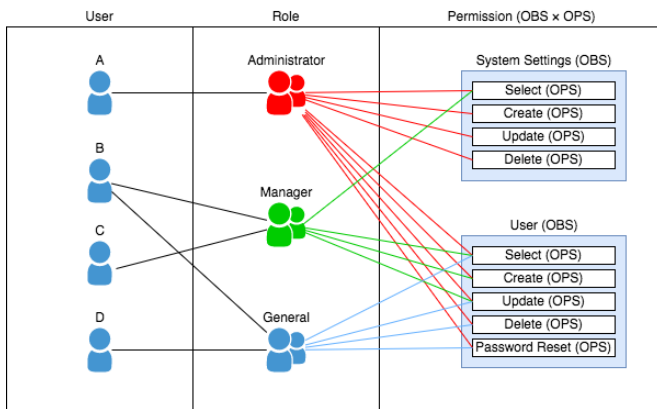 User
Role
Permission (OBS × OPS)
A
Administrator
System Settings (OBS)
Select (OPS)
Create (OPS)
Update (OPS)
Delete (OPS)
B
Manager
C
User (OBS)
Select (OPS)
Create (OPS)
Update (OPS)
Delete (OPS)
Password Reset (OPS)
D
General